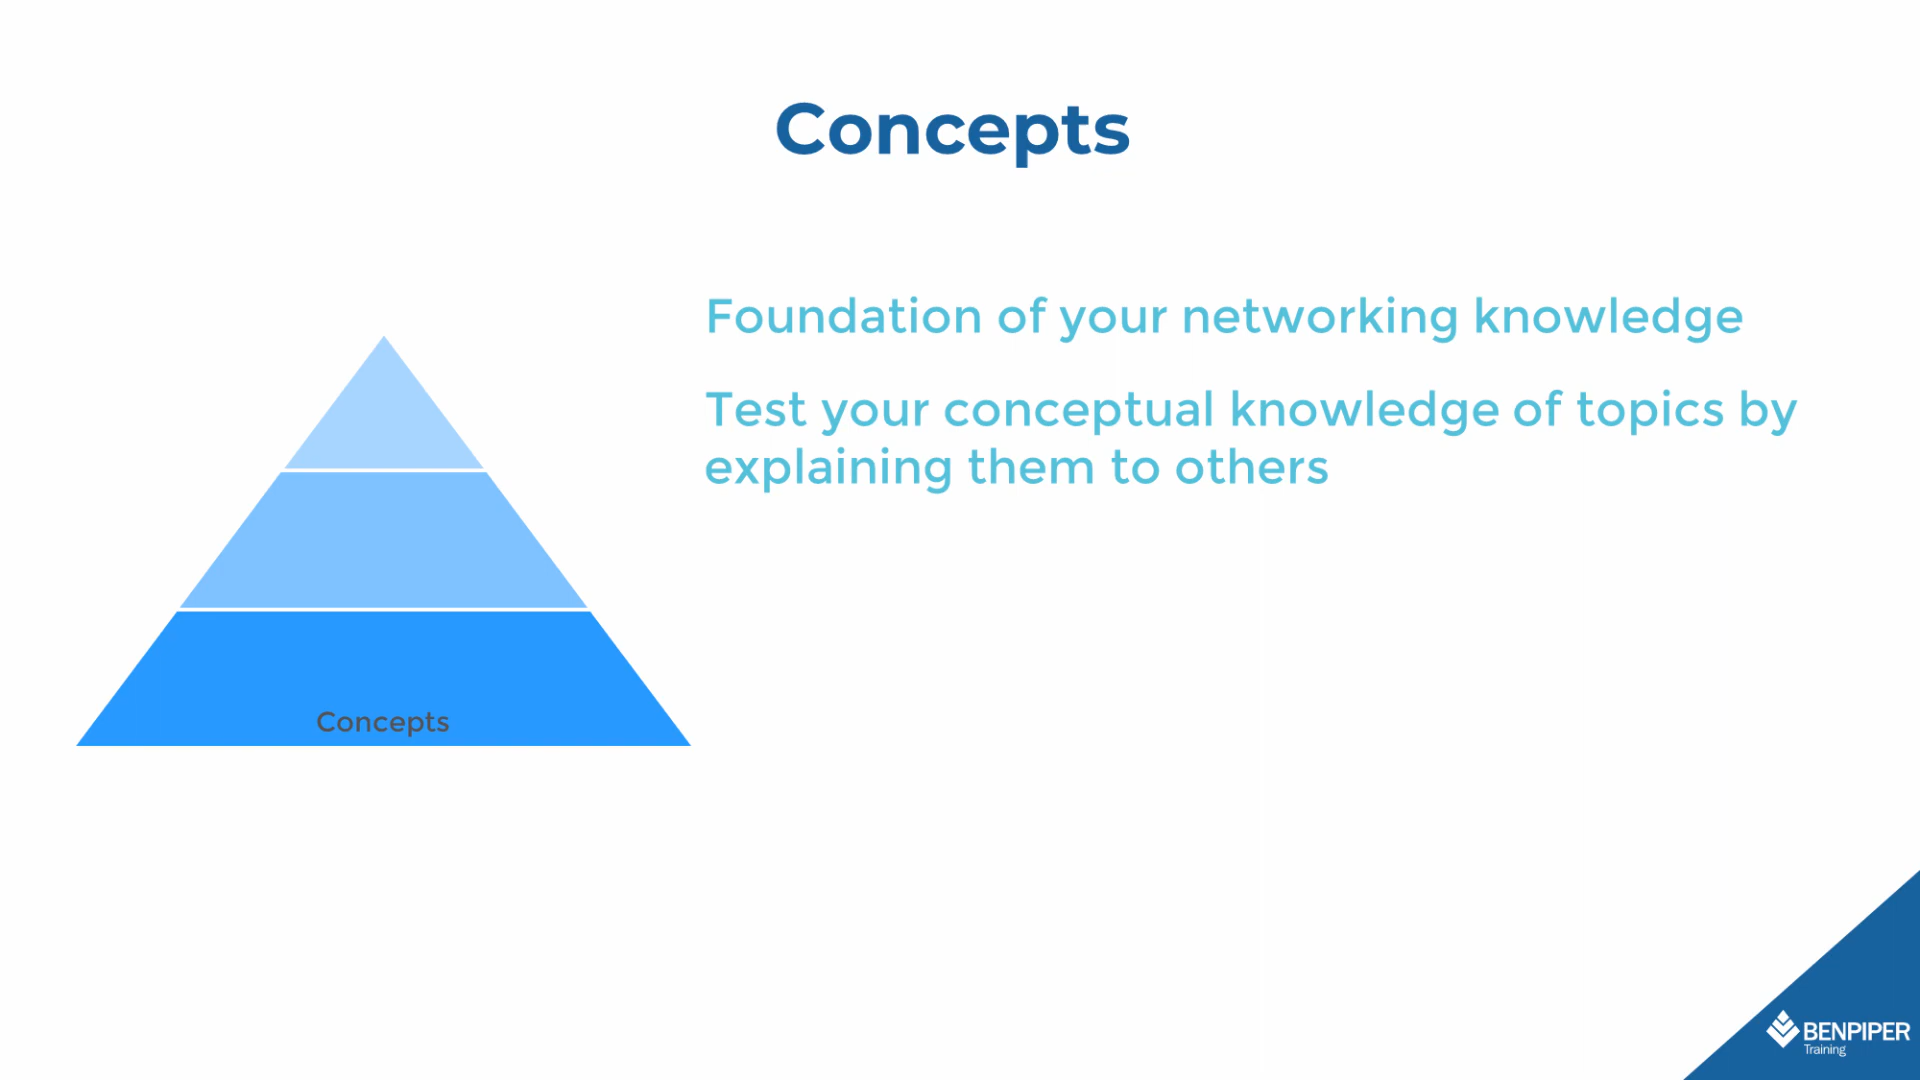 Concepts
Foundation of your networking knowledge
Test your conceptual knowledge of topics by
explaining them to others
Concepts
BENPIPER
Training